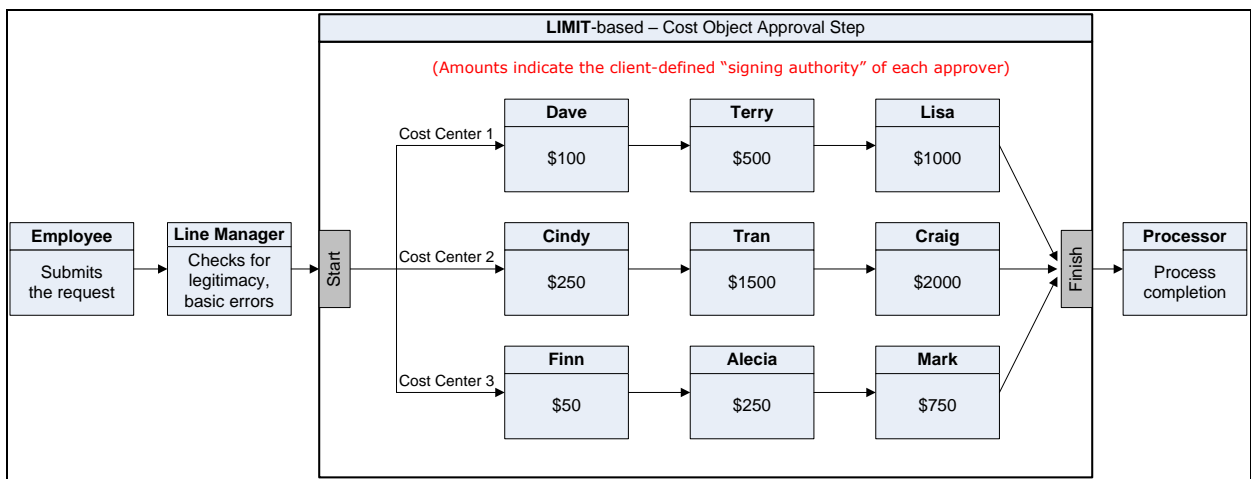 LIMIT-based – Cost Object Approval Step
(Amounts indicate the client-defined “signing authority” of each approver)
Employee
Submits
the request
Line Manager
Checks for
legitimacy,
basic errors
Start
Cost Center 1
Dave
$100
Terry
$500
Lisa
$1000
Cost Center 2
Cindy
$250
Tran
$1500
Craig
$2000
Cost Center 3
Finn
$50
Alecia
$250
Mark
$750
Finish
Processor
Process
completion